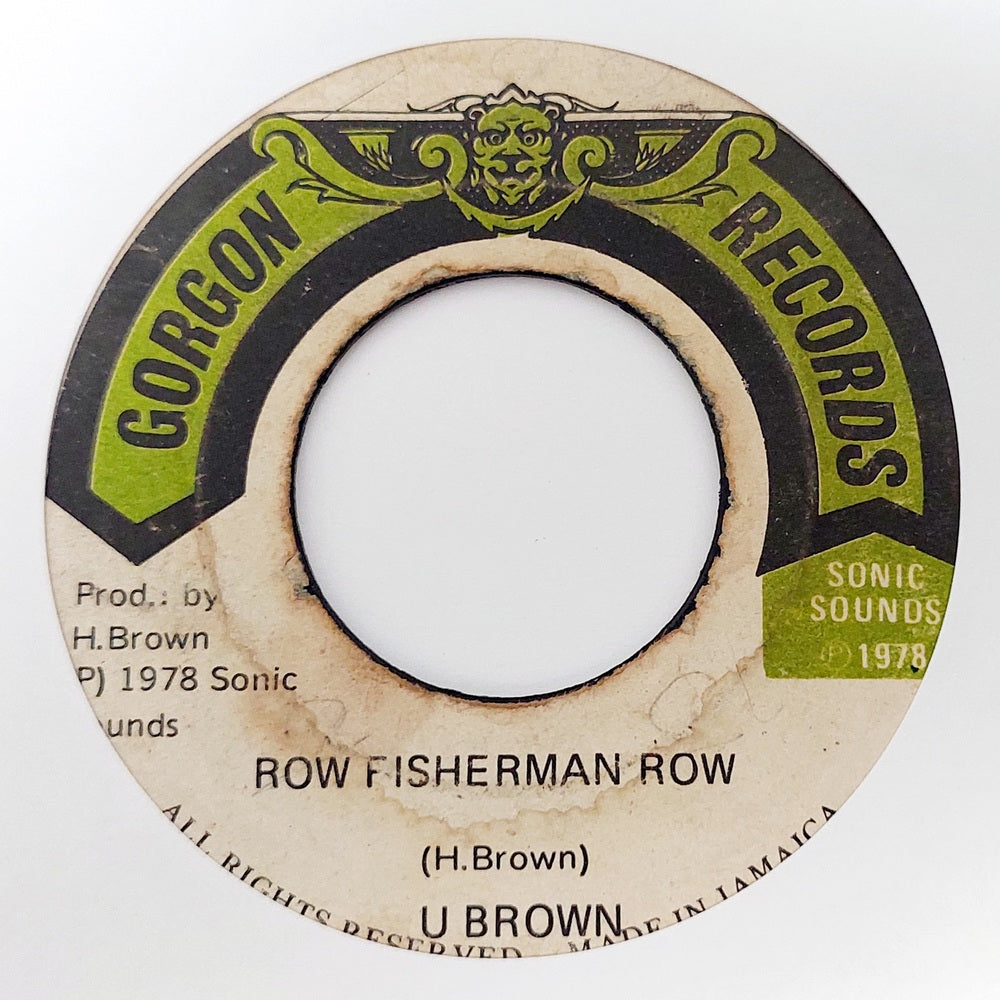 GORGON RECORDS
SONIC
SOUNDS
℗ 1978
Prod.: by
H.Brown
P) 1978 Sonic
unds
ROW FISHERMAN ROW
(H.Brown)
U BROWN
ALL RIGHTS RESERVED MADE IN JAMAICA